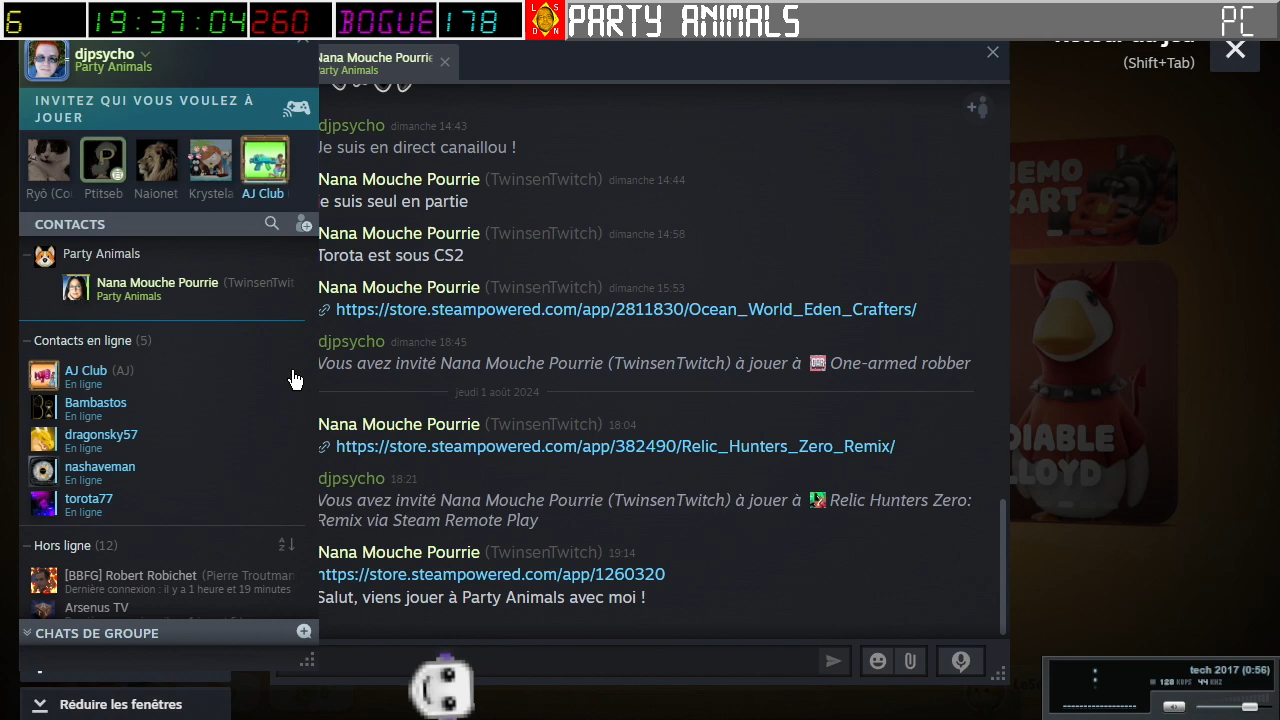 6 19:37:04 260 BOGUE 178 PARTY ANIMALS PC
djpsycho
Party Animals
INVITEZ QUI VOUS VOULEZ À
JOUER
Ryô (Co
Ptitseb
Naionet
Krystela
AJ Club
CONTACTS
Party Animals
Nana Mouche Pourrie (TwinsenTwit
Party Animals
Contacts en ligne (5)
AJ Club (AJ)
En ligne
Bambastos
En ligne
dragonsky57
En ligne
nashaveman
En ligne
torota77
En ligne
Hors ligne (12)
[BBFG] Robert Robichet (Pierre Troutman
Dernière connexion : il y a 1 heure et 19 minutes
Arsenus TV
CHATS DE GROUPE
Réduire les fenêtres
Nana Mouche Pourrie
Party Animals
djpsycho dimanche 14:43
Je suis en direct canaillou !
Nana Mouche Pourrie (TwinsenTwitch) dimanche 14:44
je suis seul en partie
Nana Mouche Pourrie (TwinsenTwitch) dimanche 14:58
Torota est sous CS2
Nana Mouche Pourrie (TwinsenTwitch) dimanche 15:53
https://store.steampowered.com/app/2811830/Ocean_World_Eden_Crafters/
djpsycho dimanche 18:45
Vous avez invité Nana Mouche Pourrie (TwinsenTwitch) à jouer à One-armed robber
jeudi 1 août 2024
Nana Mouche Pourrie (TwinsenTwitch) 18:04
https://store.steampowered.com/app/382490/Relic_Hunters_Zero_Remix/
djpsycho 18:21
Vous avez invité Nana Mouche Pourrie (TwinsenTwitch) à jouer à Relic Hunters Zero:
Remix via Steam Remote Play
Nana Mouche Pourrie (TwinsenTwitch) 19:14
https://store.steampowered.com/app/1260320
Salut, viens jouer à Party Animals avec moi !
Retour au jeu
(Shift+Tab)
NEMO
KART
DIABLE
LLOYD
tech 2017 (0:56)
128 KBPS 44 KHZ